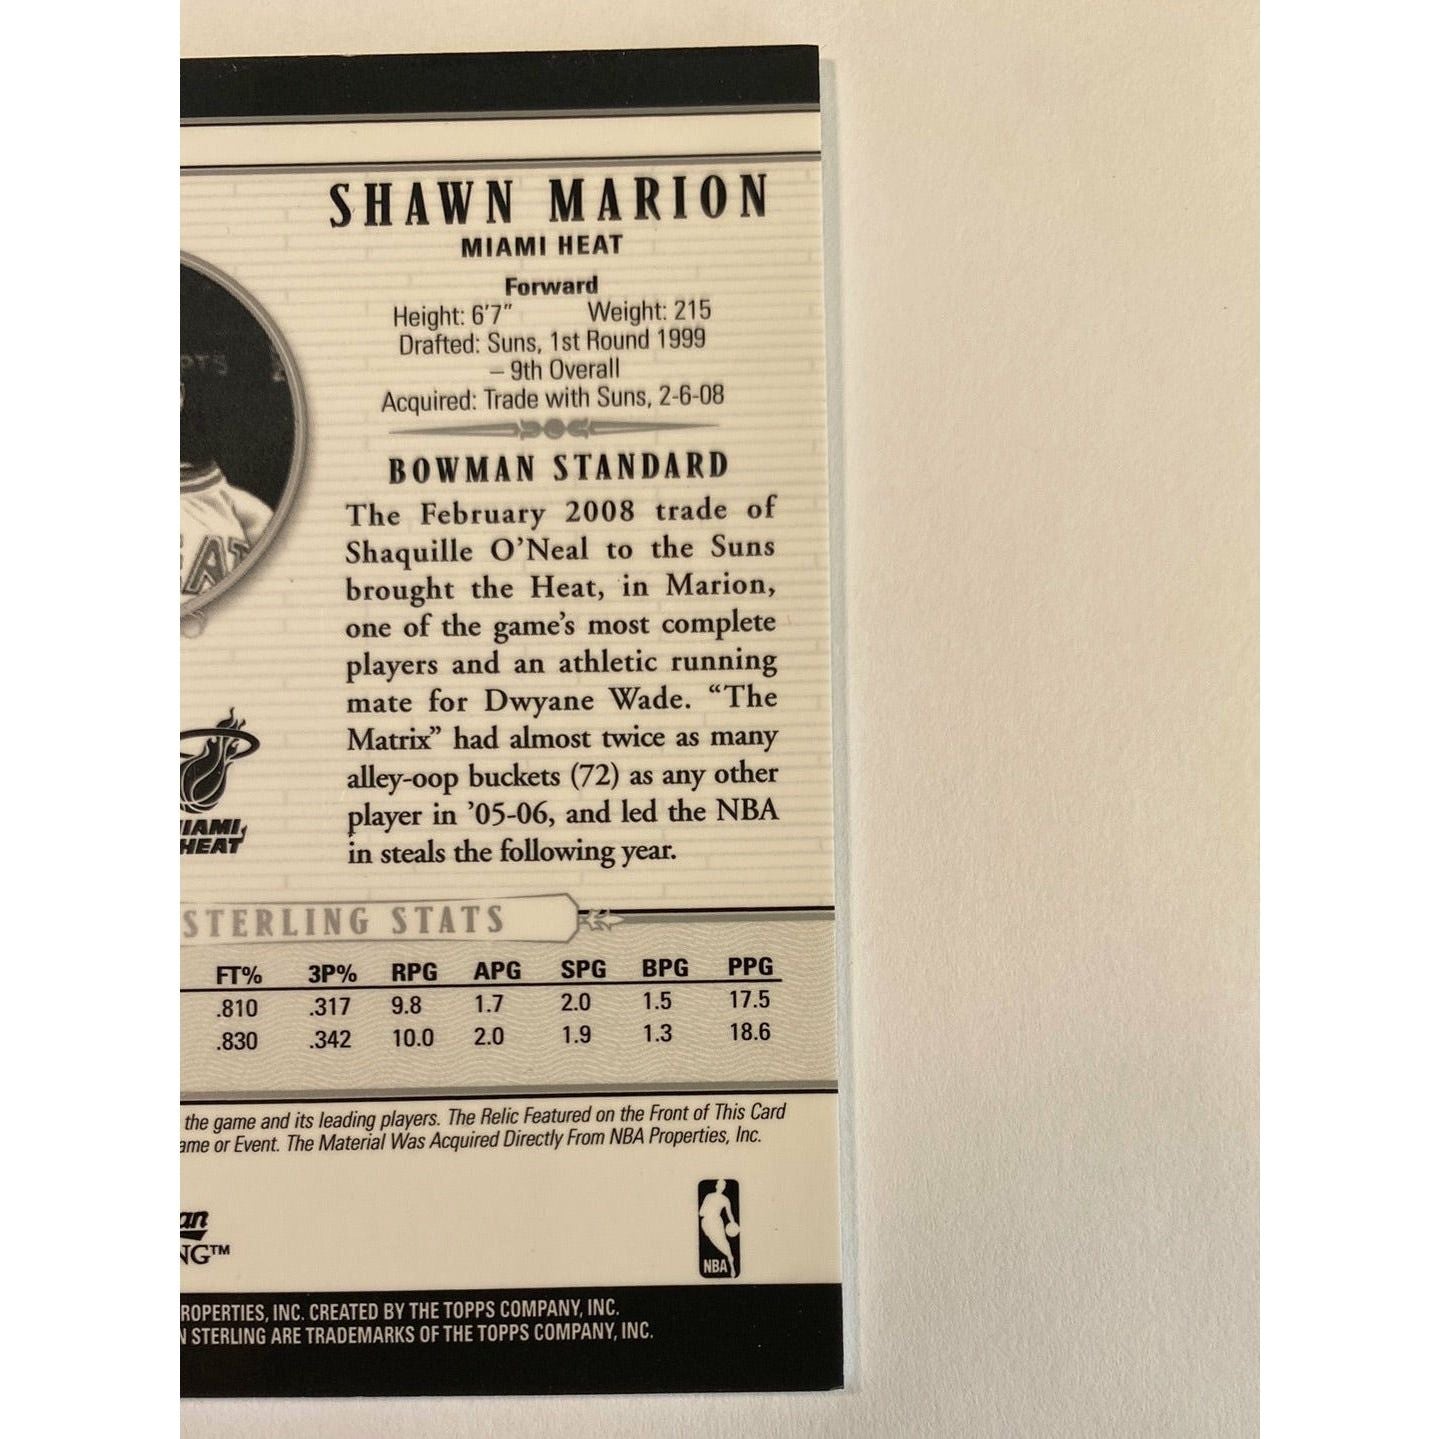 SHAWN MARION
MIAMI HEAT
Forward
Height: 6'7” Weight: 215
Drafted: Suns, 1st Round 1999
– 9th Overall
Acquired: Trade with Suns, 2-6-08
BOWMAN STANDARD
The February 2008 trade of
Shaquille O’Neal to the Suns
brought the Heat, in Marion,
one of the game’s most complete
players and an athletic running
mate for Dwyane Wade. “The
Matrix” had almost twice as many
alley-oop buckets (72) as any other
player in ’05-06, and led the NBA
in steals the following year.
IAMI
HEAT
STERLING STATS
FT% 3P% RPG APG SPG BPG PPG
.810 .317 9.8 1.7 2.0 1.5 17.5
.830 .342 10.0 2.0 1.9 1.3 18.6
the game and its leading players. The Relic Featured on the Front of This Card
ame or Event. The Material Was Acquired Directly From NBA Properties, Inc.
an
NG™
NBA
ROPERTIES, INC. CREATED BY THE TOPPS COMPANY, INC.
N STERLING ARE TRADEMARKS OF THE TOPPS COMPANY, INC.